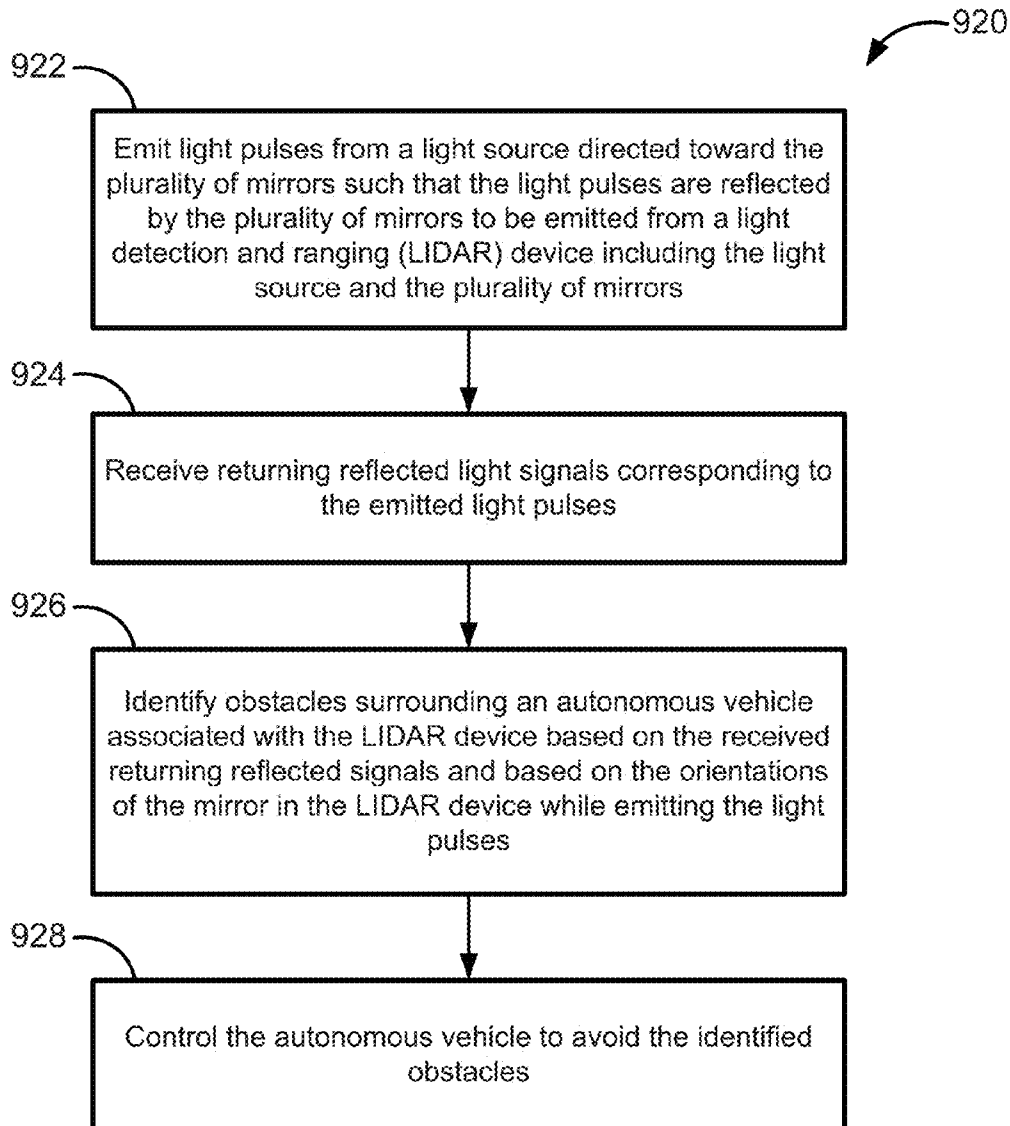 920
922
Emit light pulses from a light source directed toward the
plurality of mirrors such that the light pulses are reflected
by the plurality of mirrors to be emitted from a light
detection and ranging (LIDAR) device including the light
source and the plurality of mirrors
924
Receive returning reflected light signals corresponding to
the emitted light pulses
926
Identify obstacles surrounding an autonomous vehicle
associated with the LIDAR device based on the received
returning reflected signals and based on the orientations
of the mirror in the LIDAR device while emitting the light
pulses
928
Control the autonomous vehicle to avoid the identified
obstacles